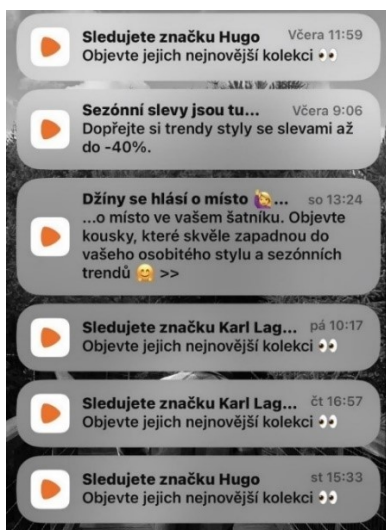 Sledujete značku Hugo Včera 11:59
Objevte jejich nejnovější kolekci 👀
Sezónní slevy jsou tu... Včera 9:06
Dopřejte si trendy styly se slevami až
do -40%.
Džíny se hlásí o místo 🙋‍♀️... so 13:24
...o místo ve vašem šatníku. Objevte
kousky, které skvěle zapadnou do
vašeho osobitého stylu a sezónních
trendů 🤗 >>
Sledujete značku Karl Lag... pá 10:17
Objevte jejich nejnovější kolekci 👀
Sledujete značku Karl Lag... čt 16:57
Objevte jejich nejnovější kolekci 👀
Sledujete značku Hugo st 15:33
Objevte jejich nejnovější kolekci 👀